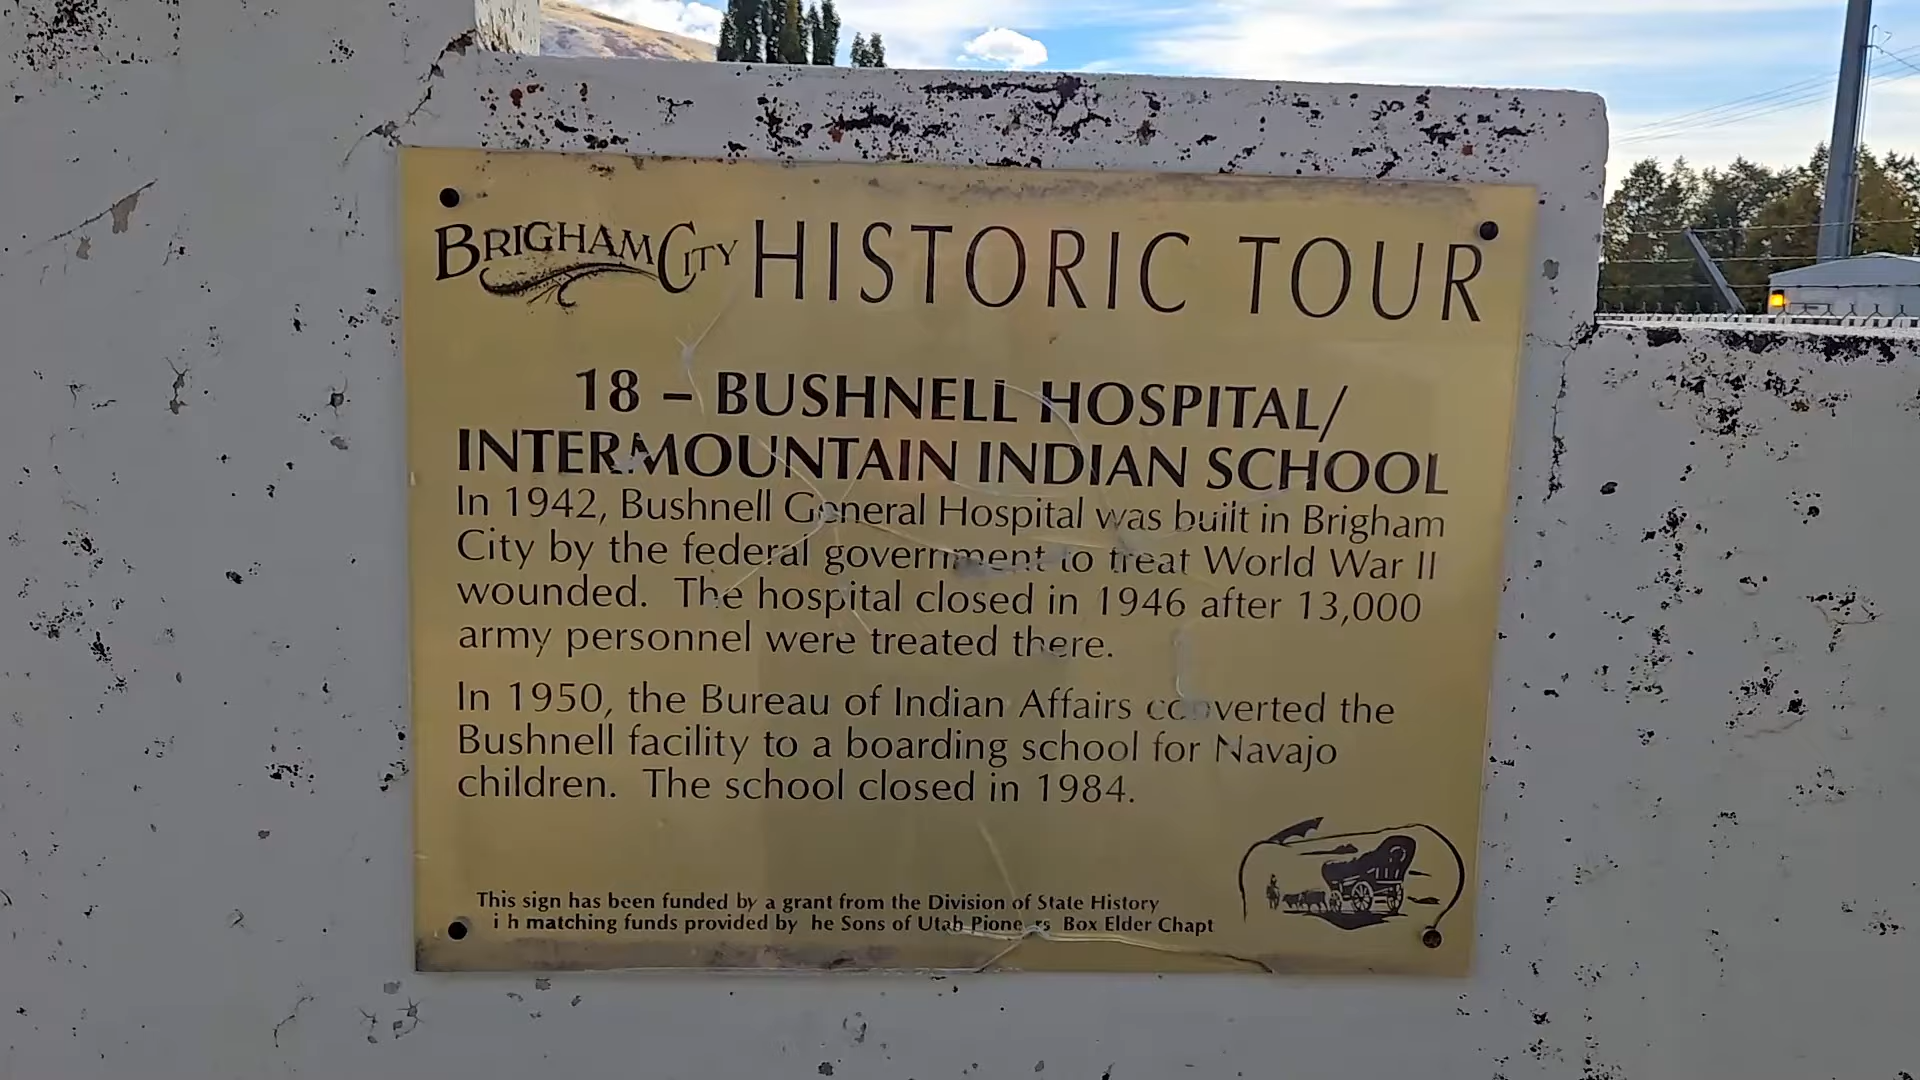 BRIGHAM CITY HISTORIC TOUR
18 – BUSHNELL HOSPITAL/
INTERMOUNTAIN INDIAN SCHOOL
In 1942, Bushnell General Hospital was built in Brigham
City by the federal government to treat World War II
wounded. The hospital closed in 1946 after 13,000
army personnel were treated there.
In 1950, the Bureau of Indian Affairs converted the
Bushnell facility to a boarding school for Navajo
children. The school closed in 1984.
This sign has been funded by a grant from the Division of State History
i h matching funds provided by he Sons of Utah Pione rs Box Elder Chapt